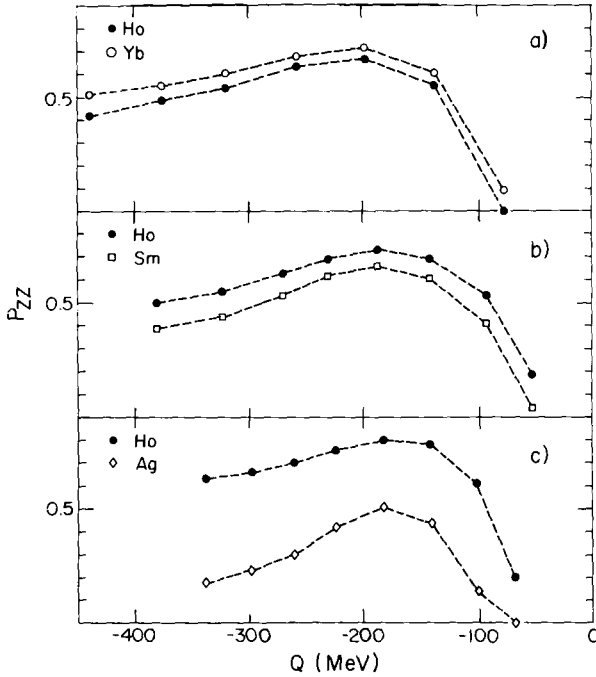 ● Ho
○ Yb
a)
0.5
● Ho
□ Sm
b)
0.5
P_ZZ
● Ho
◇ Ag
c)
0.5
-400 -300 -200 -100 0
Q (MeV)